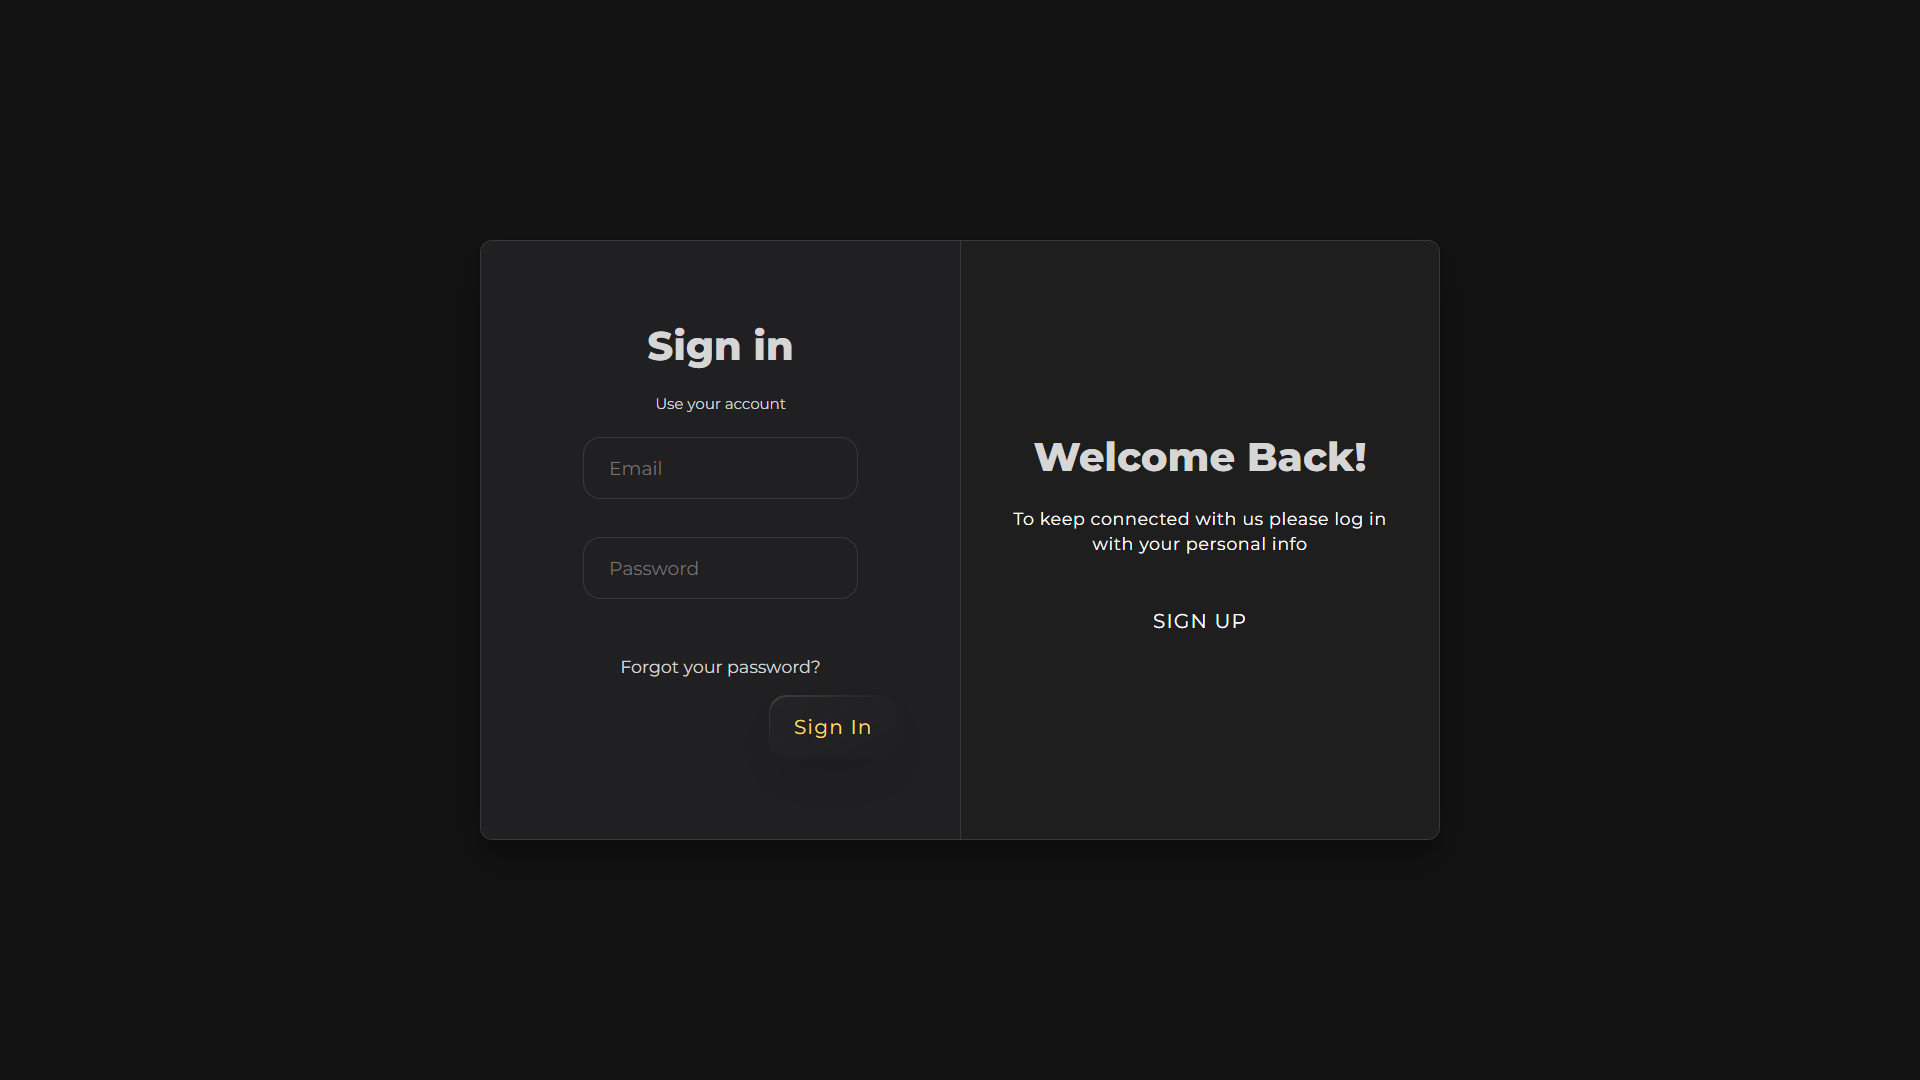 Sign in
Use your account
Email
Password
Forgot your password?
Sign In
Welcome Back!
To keep connected with us please log in
with your personal info
SIGN UP